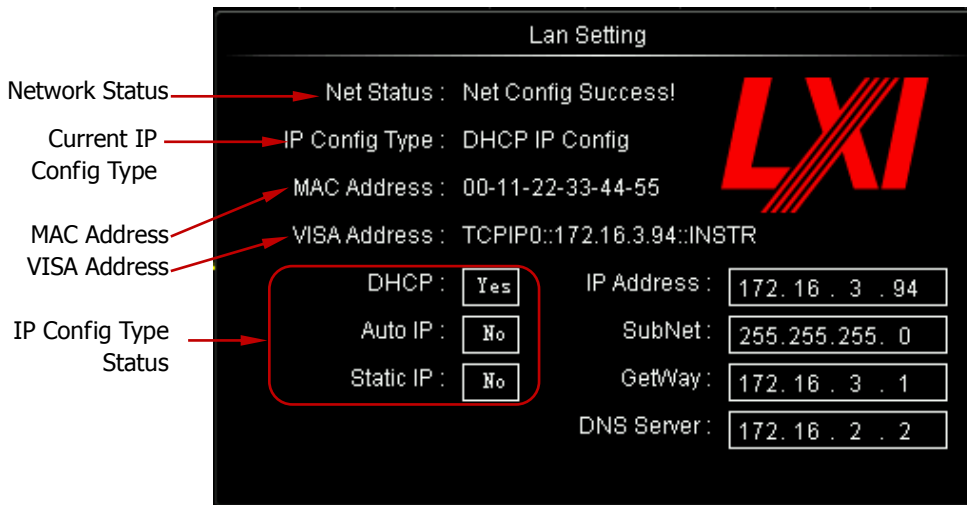 Lan Setting
Network Status
Net Status : Net Config Success!
LXI
Current IP
Config Type
IP Config Type : DHCP IP Config
MAC Address : 00-11-22-33-44-55
MAC Address
VISA Address : TCPIP0::172.16.3.94::INSTR
VISA Address
DHCP : Yes
IP Address : 172. 16 . 3 . 94
IP Config Type
Status
Auto IP : No
SubNet : 255.255.255. 0
Static IP : No
GetWay : 172. 16 . 3 . 1
DNS Server : 172. 16 . 2 . 2